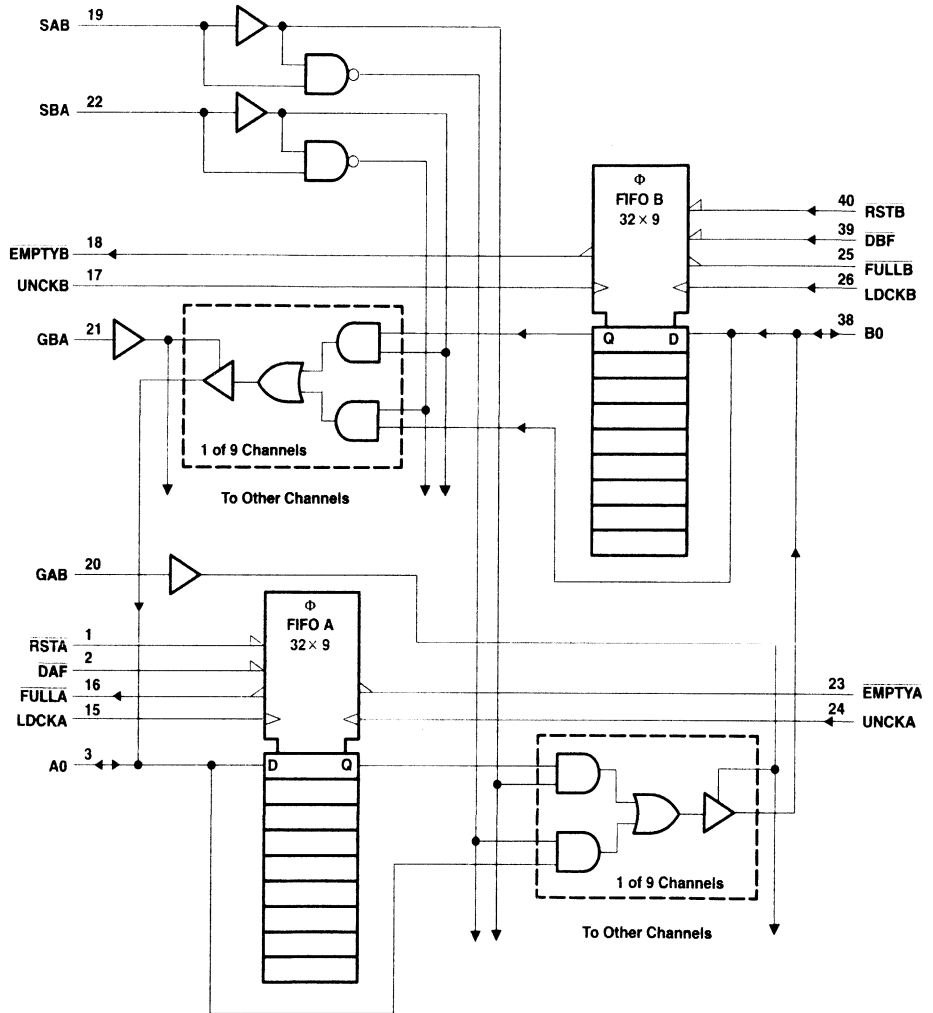 SAB 19
SBA 22
Φ
FIFO B
32 × 9
40 RSTB
39 DBF
25 FULLB
26 LDCKB
EMPTYB 18
UNCKB 17
GBA 21
38 B0
Q D
1 of 9 Channels
To Other Channels
GAB 20
Φ
FIFO A
32 × 9
RSTA 1
DAF 2
FULLA 16
LDCKA 15
23 EMPTYA
24 UNCKA
A0 3
D Q
1 of 9 Channels
To Other Channels